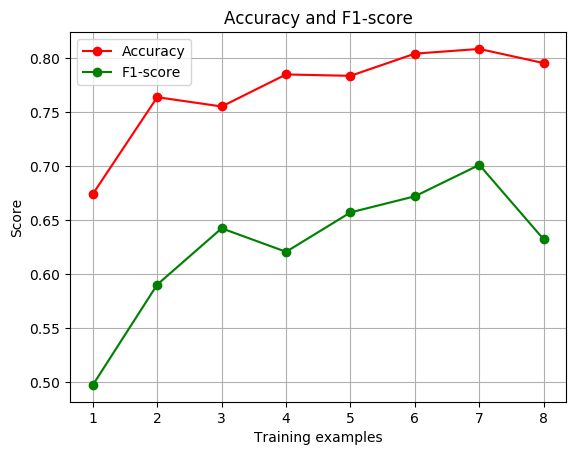 Accuracy and F1-score
Accuracy
F1-score
Score
0.80
0.75
0.70
0.65
0.60
0.55
0.50
1 2 3 4 5 6 7 8
Training examples